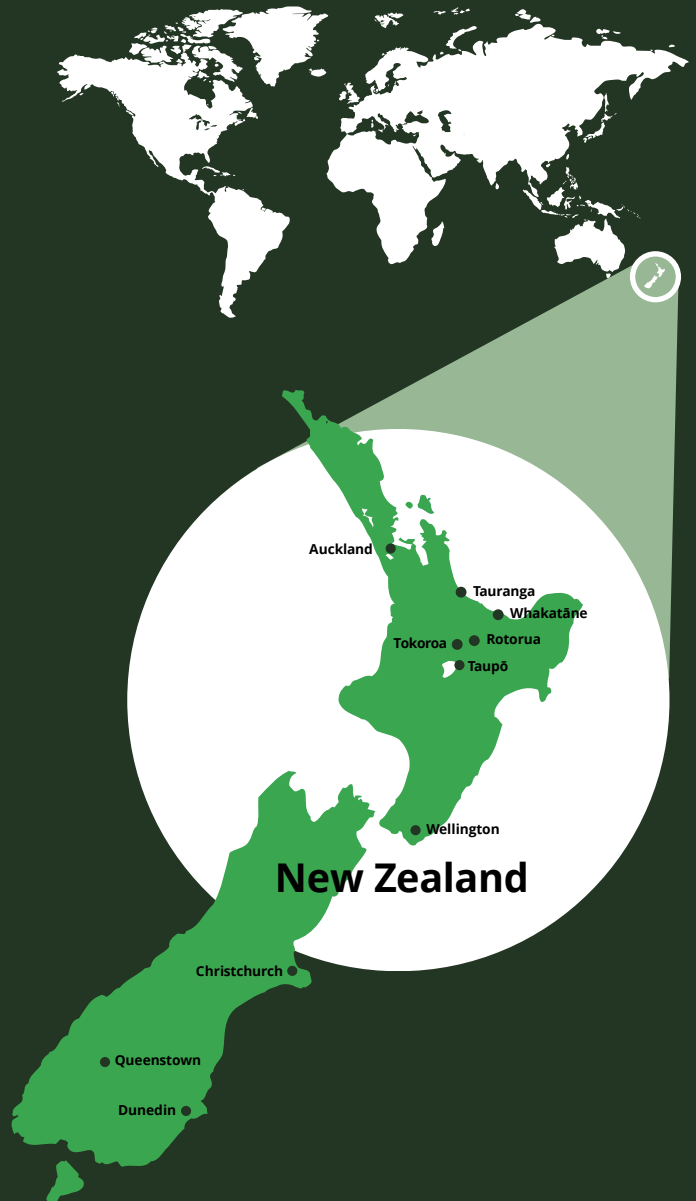 Auckland
Tauranga
Whakatāne
Tokoroa
Rotorua
Taupō
Wellington
New Zealand
Christchurch
Queenstown
Dunedin